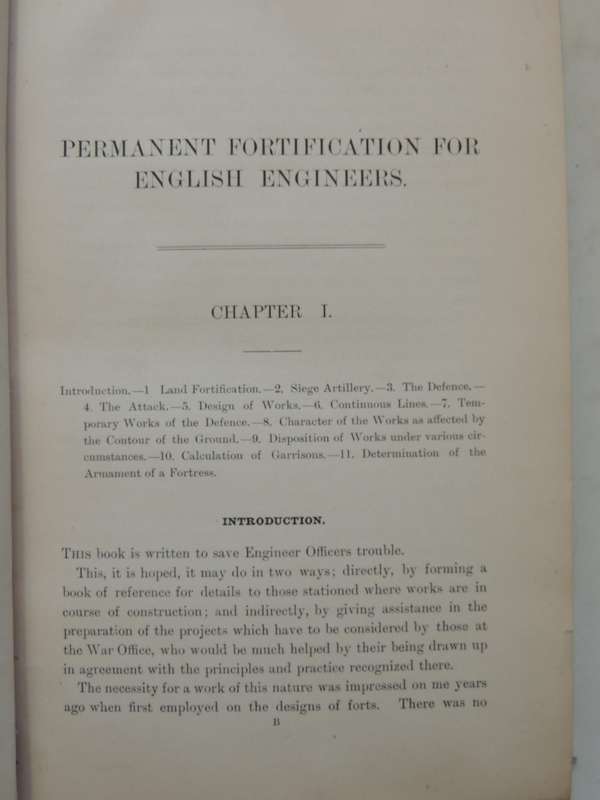 PERMANENT FORTIFICATION FOR
ENGLISH ENGINEERS.
CHAPTER I.
Introduction.—1 Land Fortification.—2. Siege Artillery.—3. The Defence.—
4. The Attack.—5. Design of Works.—6. Continuous Lines.—7. Tem-
porary Works of the Defence.—8. Character of the Works as affected by
the Contour of the Ground.—9. Disposition of Works under various cir-
cumstances.—10. Calculation of Garrisons.—11. Determination of the
Armament of a Fortress.
INTRODUCTION.
THIS book is written to save Engineer Officers trouble.
This, it is hoped, it may do in two ways; directly, by forming a
book of reference for details to those stationed where works are in
course of construction; and indirectly, by giving assistance in the
preparation of the projects which have to be considered by those at
the War Office, who would be much helped by their being drawn up
in agreement with the principles and practice recognized there.
The necessity for a work of this nature was impressed on me years
ago when first employed on the designs of forts. There was no
B